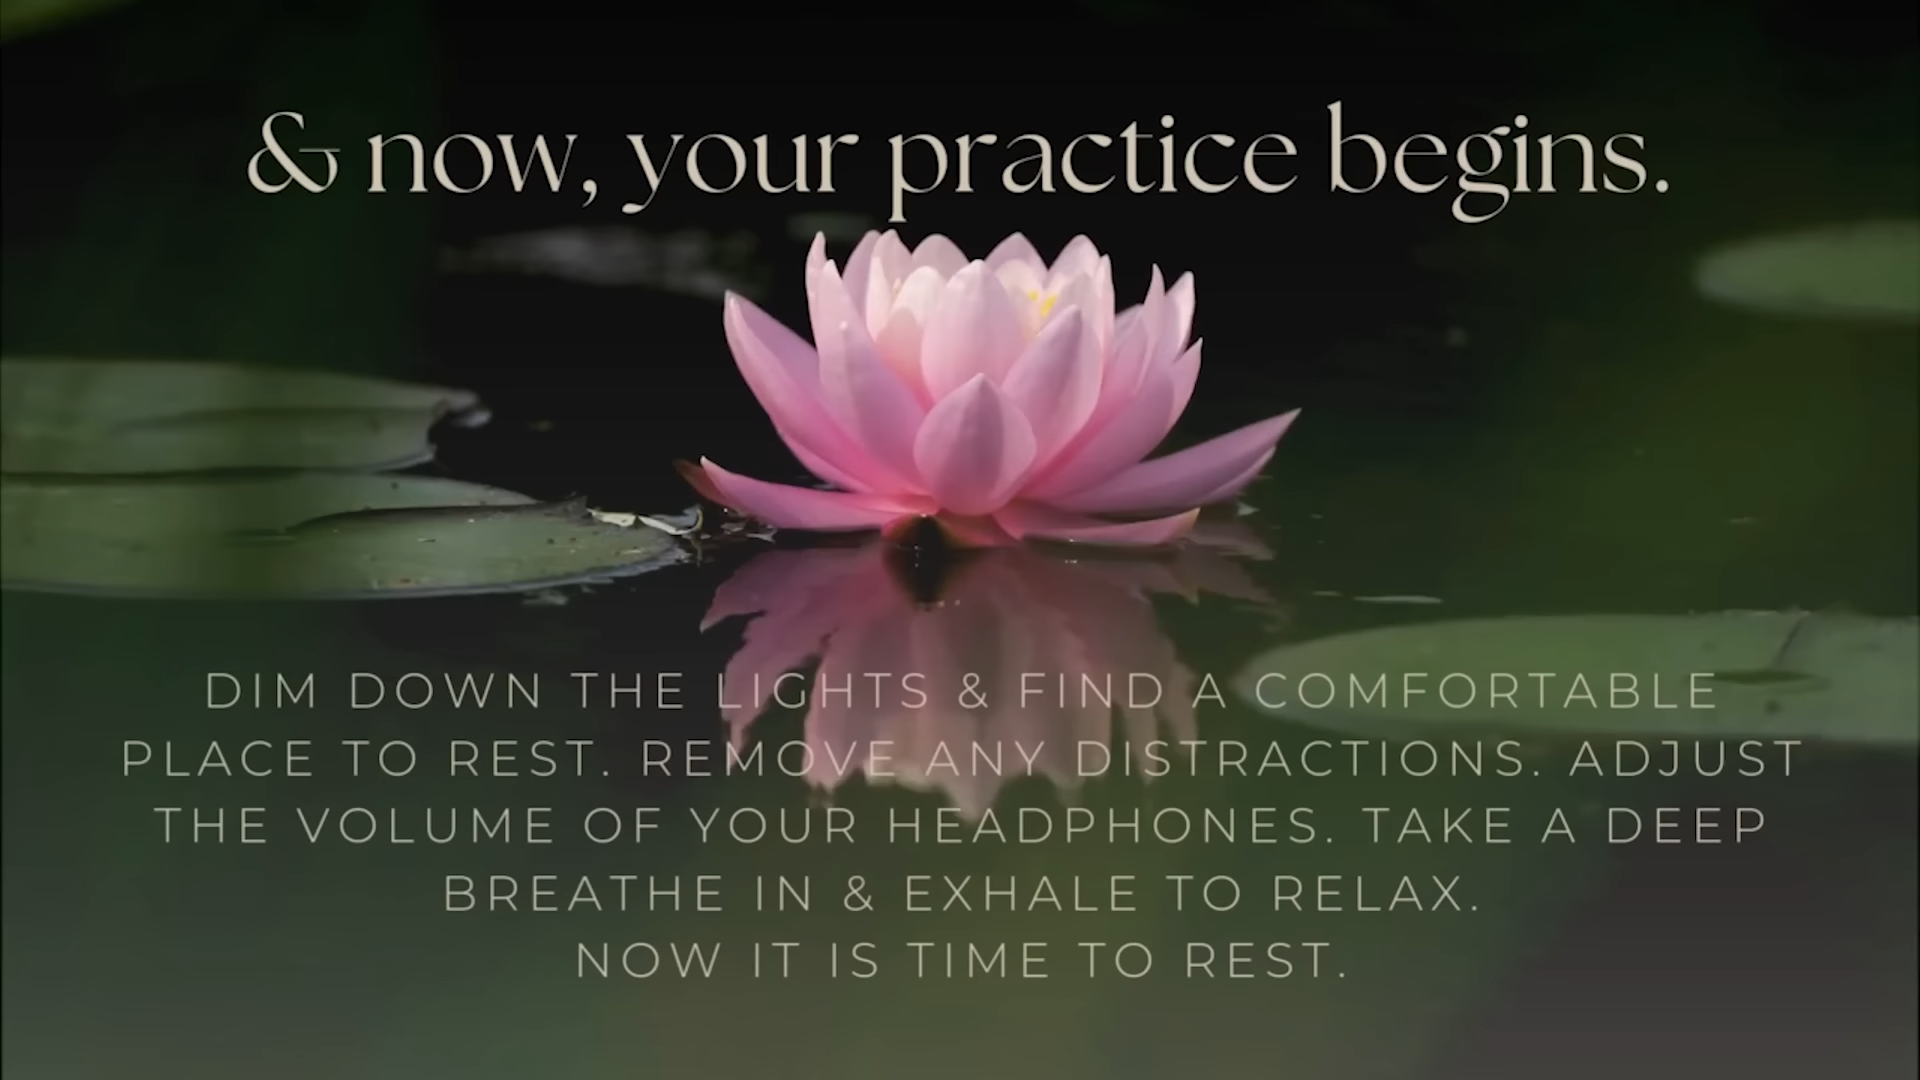 & now, your practice begins.
DIM DOWN THE LIGHTS & FIND A COMFORTABLE
PLACE TO REST. REMOVE ANY DISTRACTIONS. ADJUST
THE VOLUME OF YOUR HEADPHONES. TAKE A DEEP
BREATHE IN & EXHALE TO RELAX.
NOW IT IS TIME TO REST.